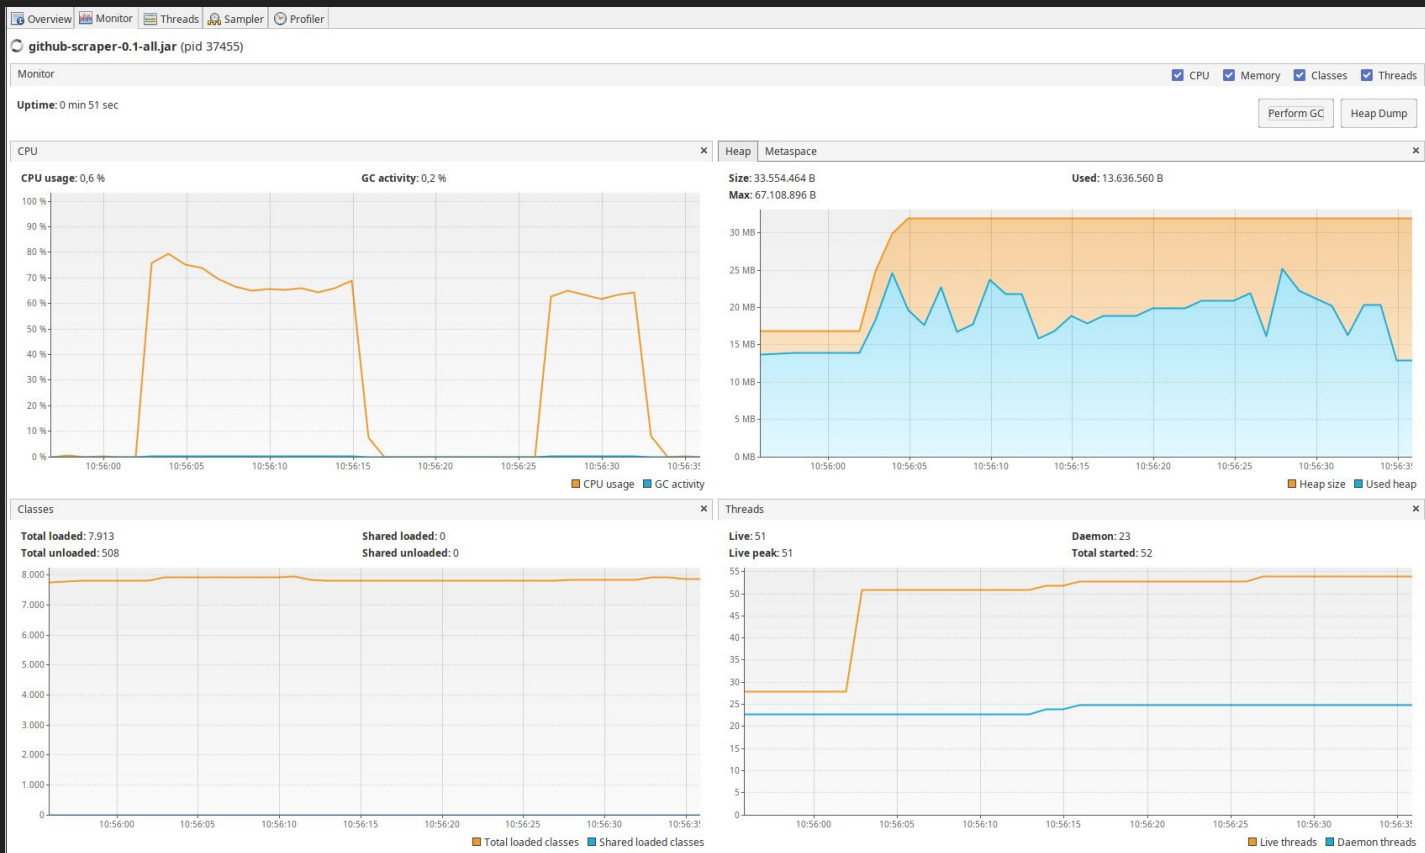 Overview Monitor Threads Sampler Profiler
github-scraper-0.1-all.jar (pid 37455)
Monitor
CPU Memory Classes Threads
Uptime: 0 min 51 sec
Perform GC Heap Dump
CPU ×
CPU usage: 0,6 % GC activity: 0,2 %
100 %
90 %
80 %
70 %
60 %
50 %
40 %
30 %
20 %
10 %
0 %
10:56:00 10:56:05 10:56:10 10:56:15 10:56:20 10:56:25 10:56:30 10:56:35
CPU usage GC activity
Heap Metaspace ×
Size: 33.554.464 B Used: 13.636.560 B
Max: 67.108.896 B
30 MB
25 MB
20 MB
15 MB
10 MB
5 MB
0 MB
10:56:00 10:56:05 10:56:10 10:56:15 10:56:20 10:56:25 10:56:30 10:56:3
Heap size Used heap
Classes ×
Total loaded: 7.913 Shared loaded: 0
Total unloaded: 508 Shared unloaded: 0
8.000
7.000
6.000
5.000
4.000
3.000
2.000
1.000
0
10:56:00 10:56:05 10:56:10 10:56:15 10:56:20 10:56:25 10:56:30 10:56:3
Total loaded classes Shared loaded classes
Threads ×
Live: 51 Daemon: 23
Live peak: 51 Total started: 52
55
50
45
40
35
30
25
20
15
10
5
0
10:56:00 10:56:05 10:56:10 10:56:15 10:56:20 10:56:25 10:56:30 10:56:35
Live threads Daemon threads